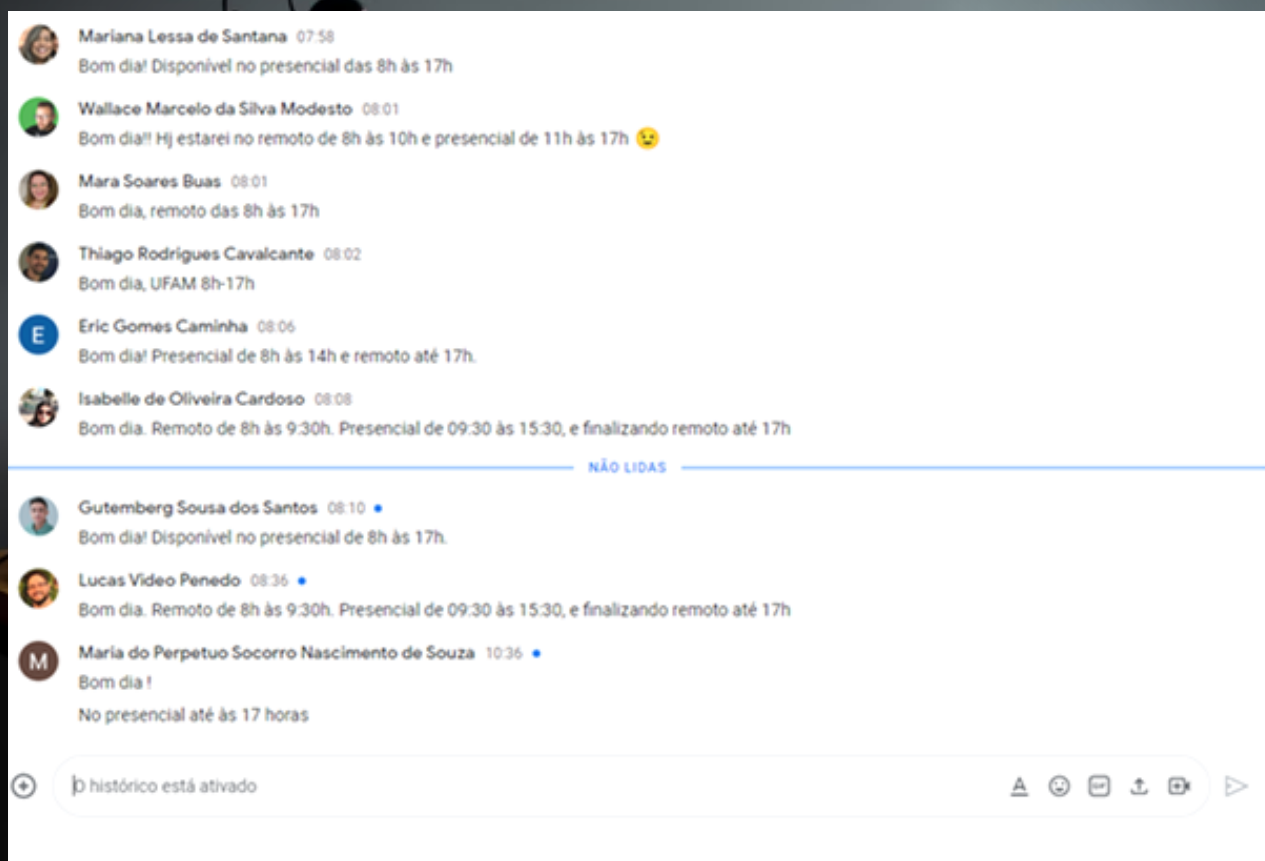 Mariana Lessa de Santana 07:58
Bom dia! Disponível no presencial das 8h às 17h
Wallace Marcelo da Silva Modesto 08:01
Bom dia!! Hj estarei no remoto de 8h às 10h e presencial de 11h às 17h 😉
Mara Soares Buas 08:01
Bom dia, remoto das 8h às 17h
Thiago Rodrigues Cavalcante 08:02
Bom dia, UFAM 8h-17h
E
Eric Gomes Caminha 08:06
Bom dia! Presencial de 8h às 14h e remoto até 17h.
Isabelle de Oliveira Cardoso 08:08
Bom dia. Remoto de 8h às 9:30h. Presencial de 09:30 às 15:30, e finalizando remoto até 17h
NÃO LIDAS
Gutemberg Sousa dos Santos 08:10
Bom dia! Disponível no presencial de 8h às 17h.
Lucas Video Penedo 08:36
Bom dia. Remoto de 8h às 9:30h. Presencial de 09:30 às 15:30, e finalizando remoto até 17h
M
Maria do Perpetuo Socorro Nascimento de Souza 10:36
Bom dia !
No presencial até às 17 horas
O histórico está ativado
A GIF